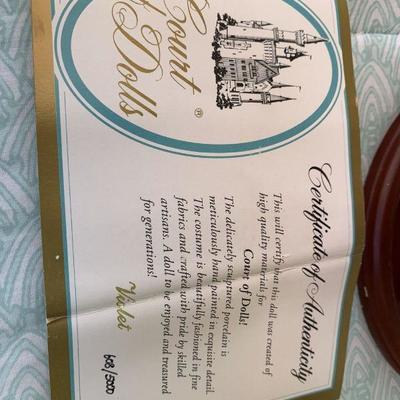 Court
of Dolls ®
Certificate of Authenticity
This will certify that this doll was created of
high quality materials for
Court of Dolls!
The delicately sculptured porcelain is
meticulously hand painted in exquisite detail.
The costume is beautifully fashioned in fine
fabrics and crafted with pride by skilled
artisans. A doll to be enjoyed and treasured
for generations!
Violet
608/5000